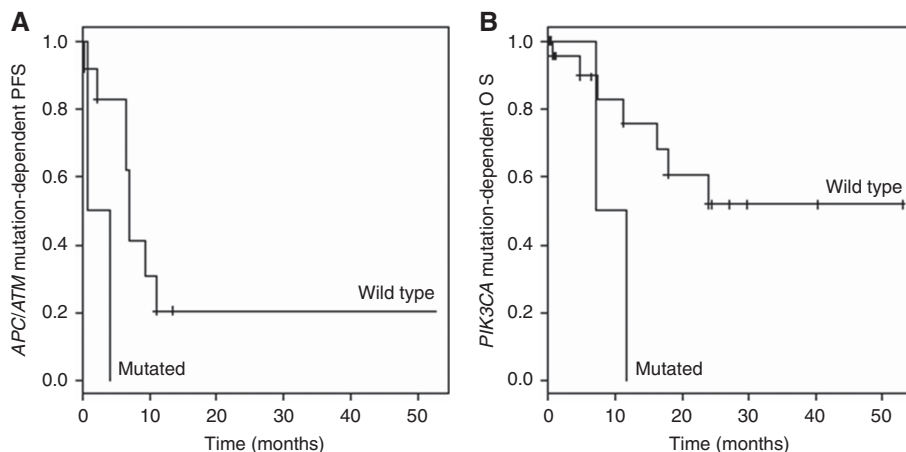 A
APC/ATM mutation-dependent PFS
1.0
0.8
0.6
0.4
0.2
0.0
Wild type
Mutated
0 10 20 30 40 50
Time (months)
B
PIK3CA mutation-dependent O S
1.0
0.8
0.6
0.4
0.2
0.0
Wild type
Mutated
0 10 20 30 40 50
Time (months)